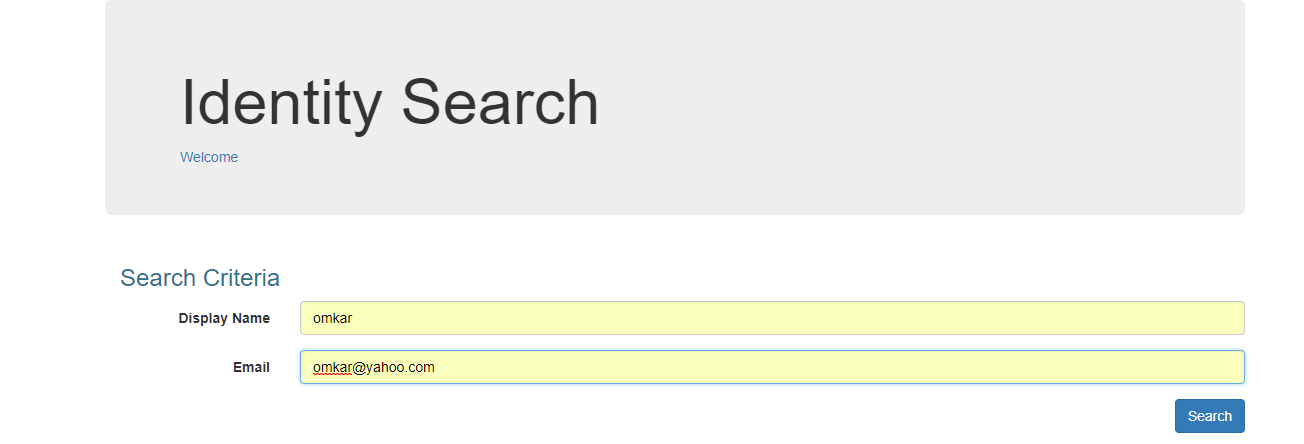 Identity Search
Welcome
Search Criteria
Display Name omkar
Email omkar@yahoo.com
Search